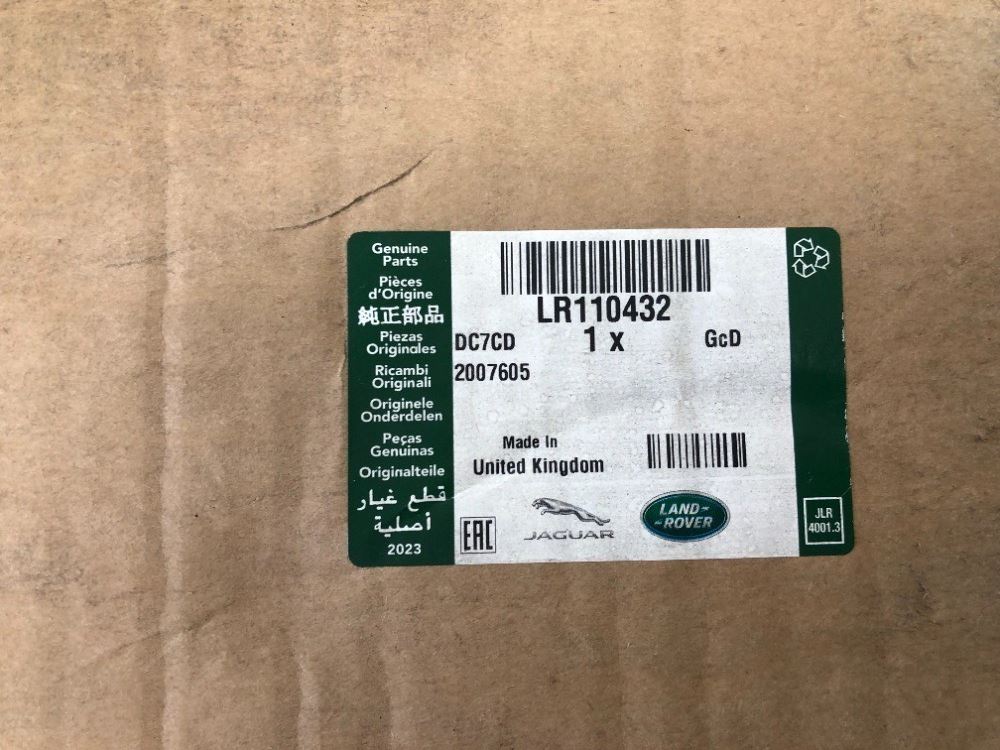 Genuine
Parts
Pièces
d'Origine
純正部品
Piezas
Originales
Ricambi
Originali
Originele
Onderdelen
Peças
Genuinas
Originalteile
قطع غيار
أصلية
2023
LR110432
DC7CD 1 x GcD
2007605
Made In
United Kingdom
EAC
JAGUAR
LAND-
-ROVER
JLR
4001.3